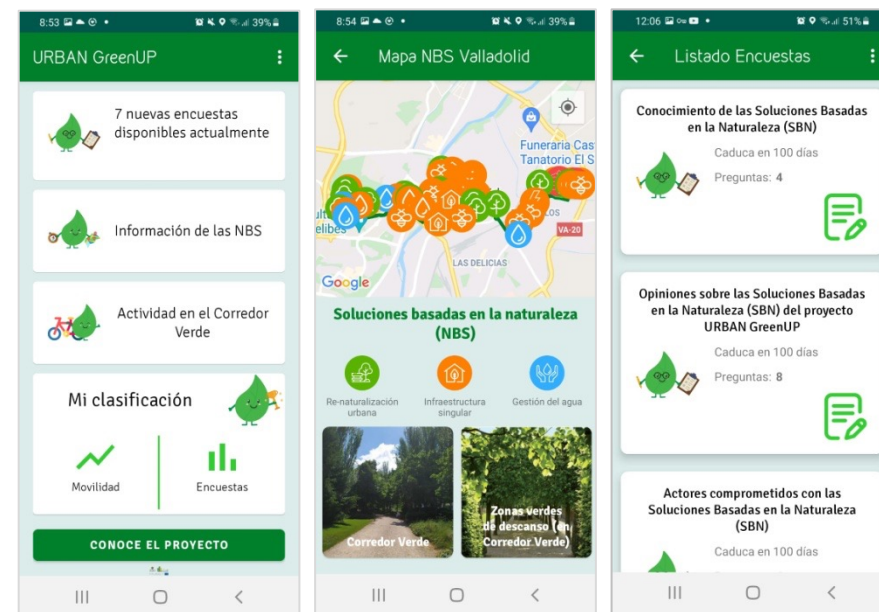 8:53
39%
URBAN GreenUP
7 nuevas encuestas
disponibles actualmente
Información de las NBS
Actividad en el Corredor
Verde
Mi clasificación
Movilidad
Encuestas
CONOCE EL PROYECTO
8:54
39%
Mapa NBS Valladolid
Funeraria Cas
Tanatorio El S
LOS
VA-20
LAS DELICIAS
Google
Soluciones basadas en la naturaleza
(NBS)
Re-naturalización
urbana
Infraestructura
singular
Gestión del agua
Corredor Verde
Zonas verdes
de descanso (en
Corredor Verde)
12:06
51%
Listado Encuestas
Conocimiento de las Soluciones Basadas
en la Naturaleza (SBN)
Caduca en 100 días
Preguntas: 4
Opiniones sobre las Soluciones Basadas
en la Naturaleza (SBN) del proyecto
URBAN GreenUP
Caduca en 100 días
Preguntas: 8
Actores comprometidos con las
Soluciones Basadas en la Naturaleza
(SBN)
Caduca en 100 días